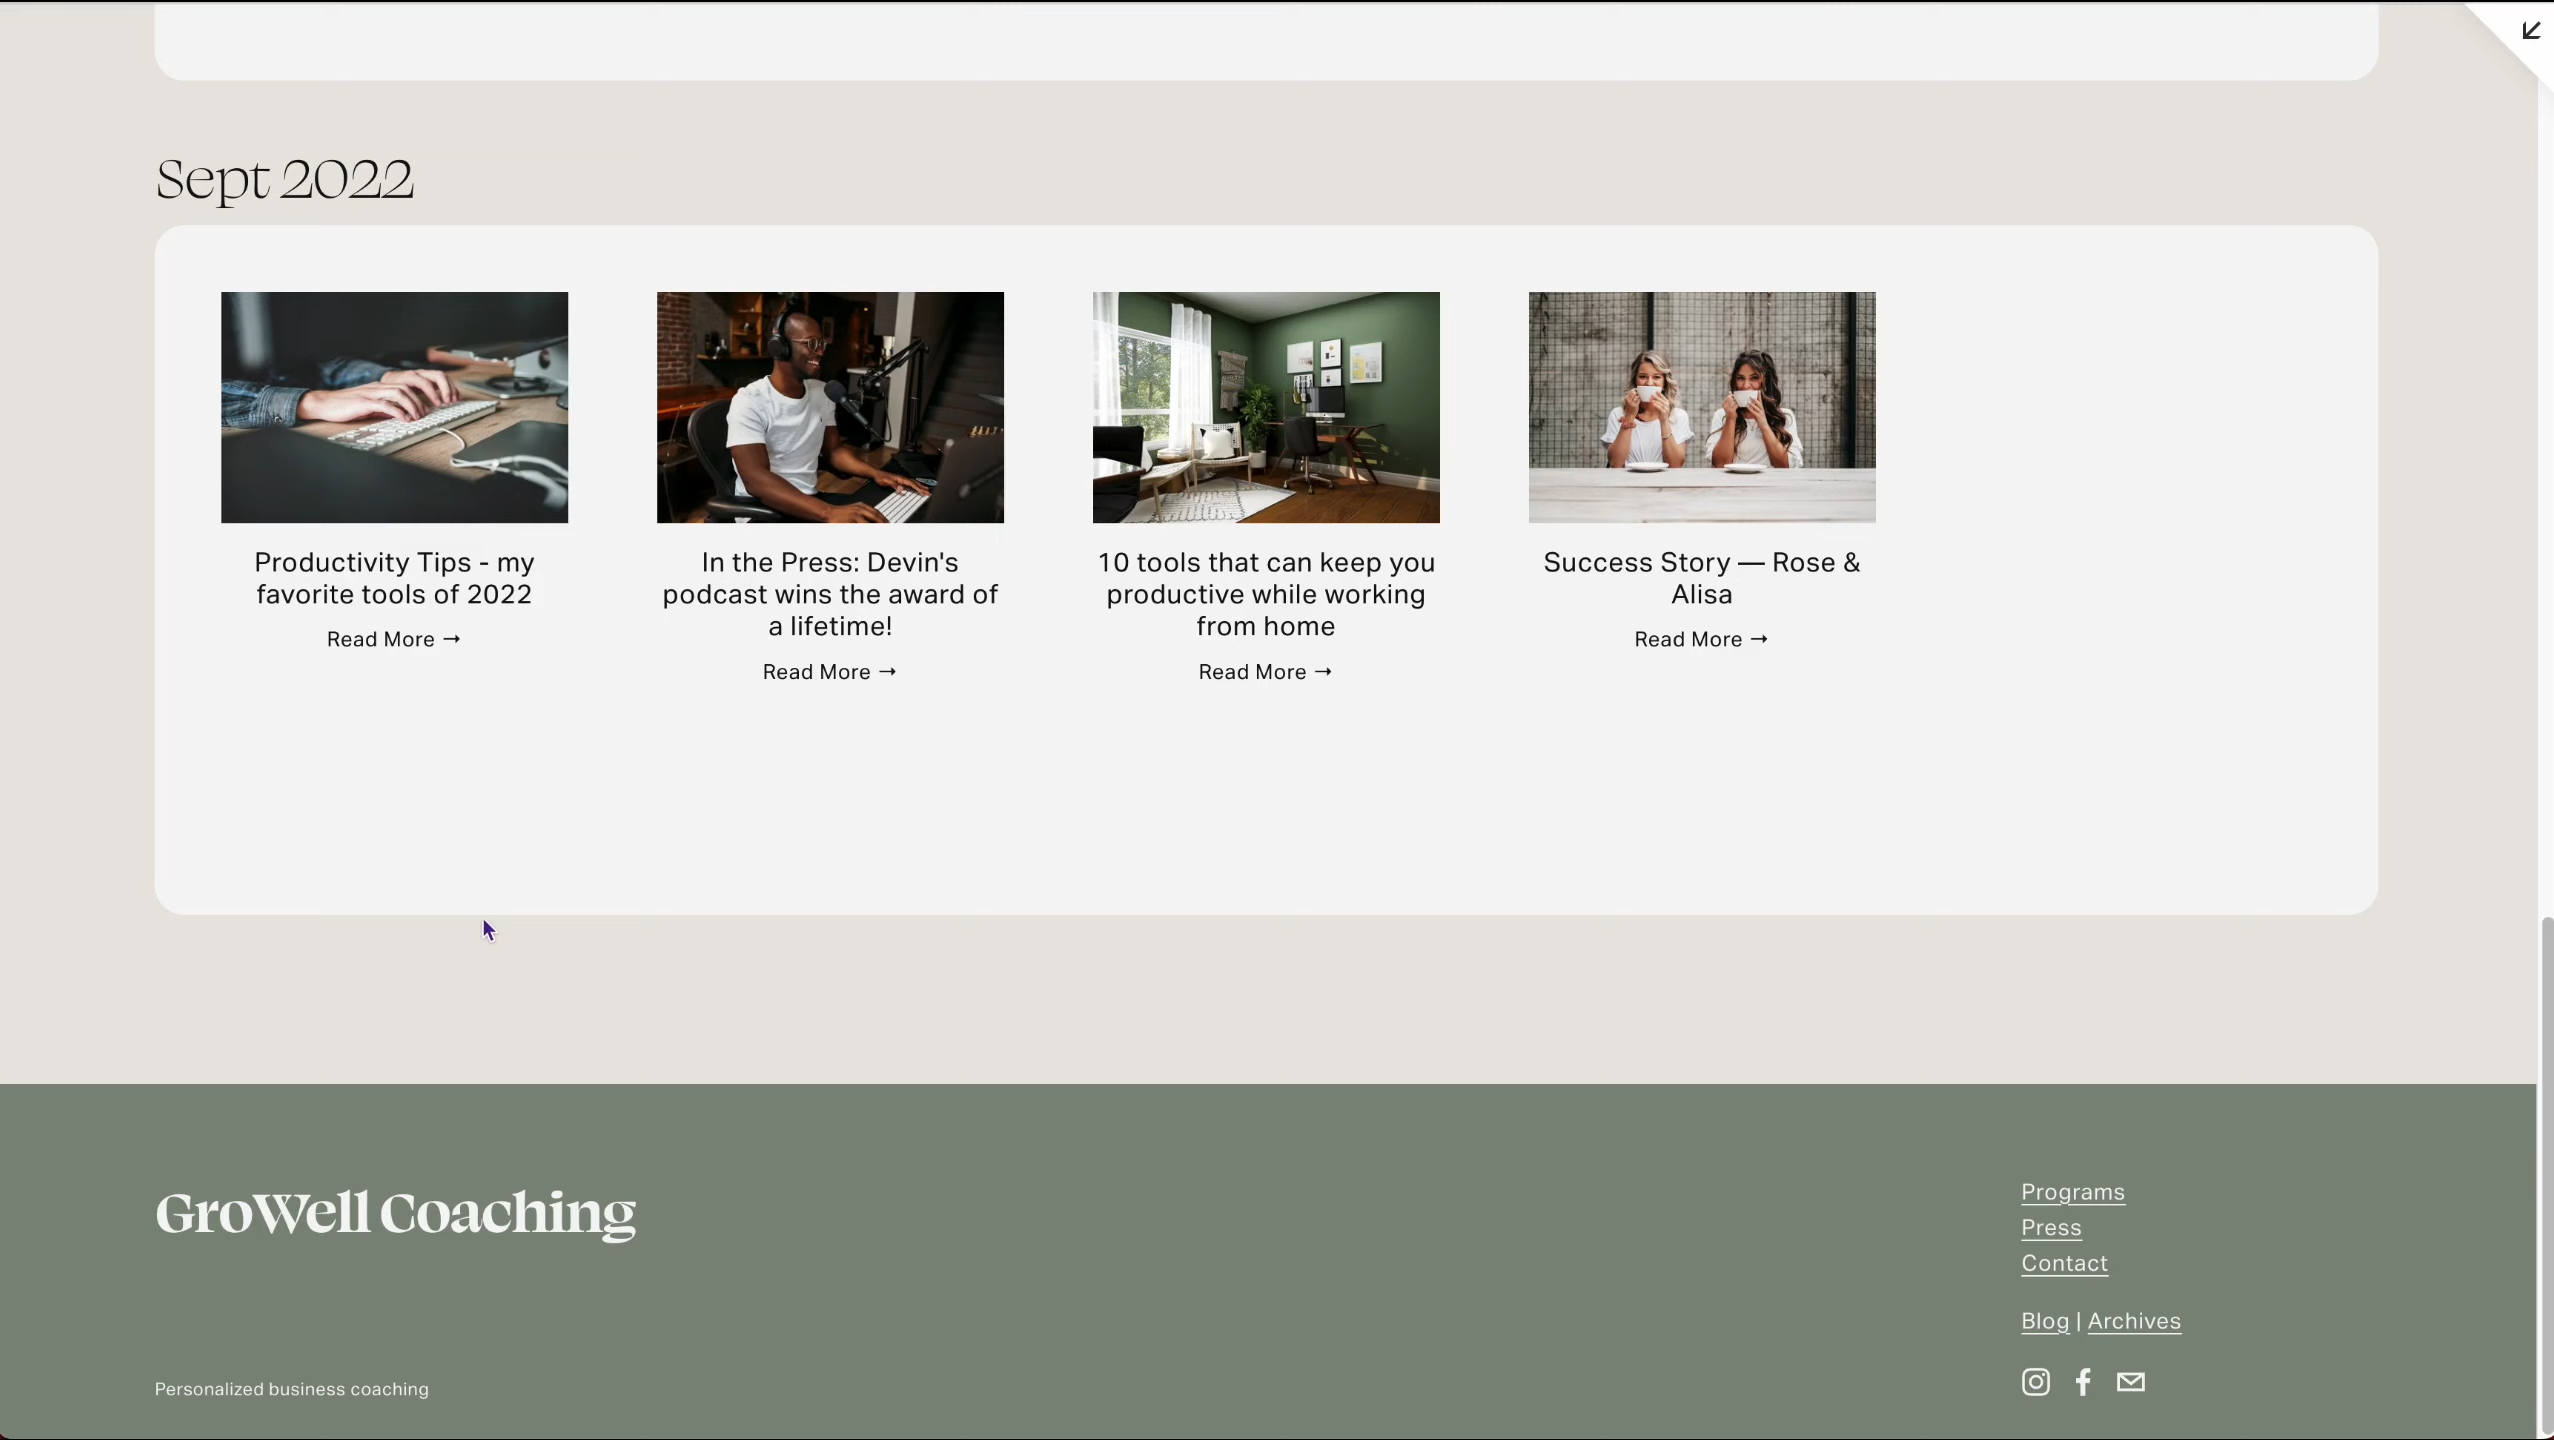 Sept 2022
Productivity Tips - my
favorite tools of 2022
Read More →
In the Press: Devin's
podcast wins the award of
a lifetime!
Read More →
10 tools that can keep you
productive while working
from home
Read More →
Success Story — Rose &
Alisa
Read More →
GroWell Coaching
Personalized business coaching
Programs
Press
Contact
Blog | Archives